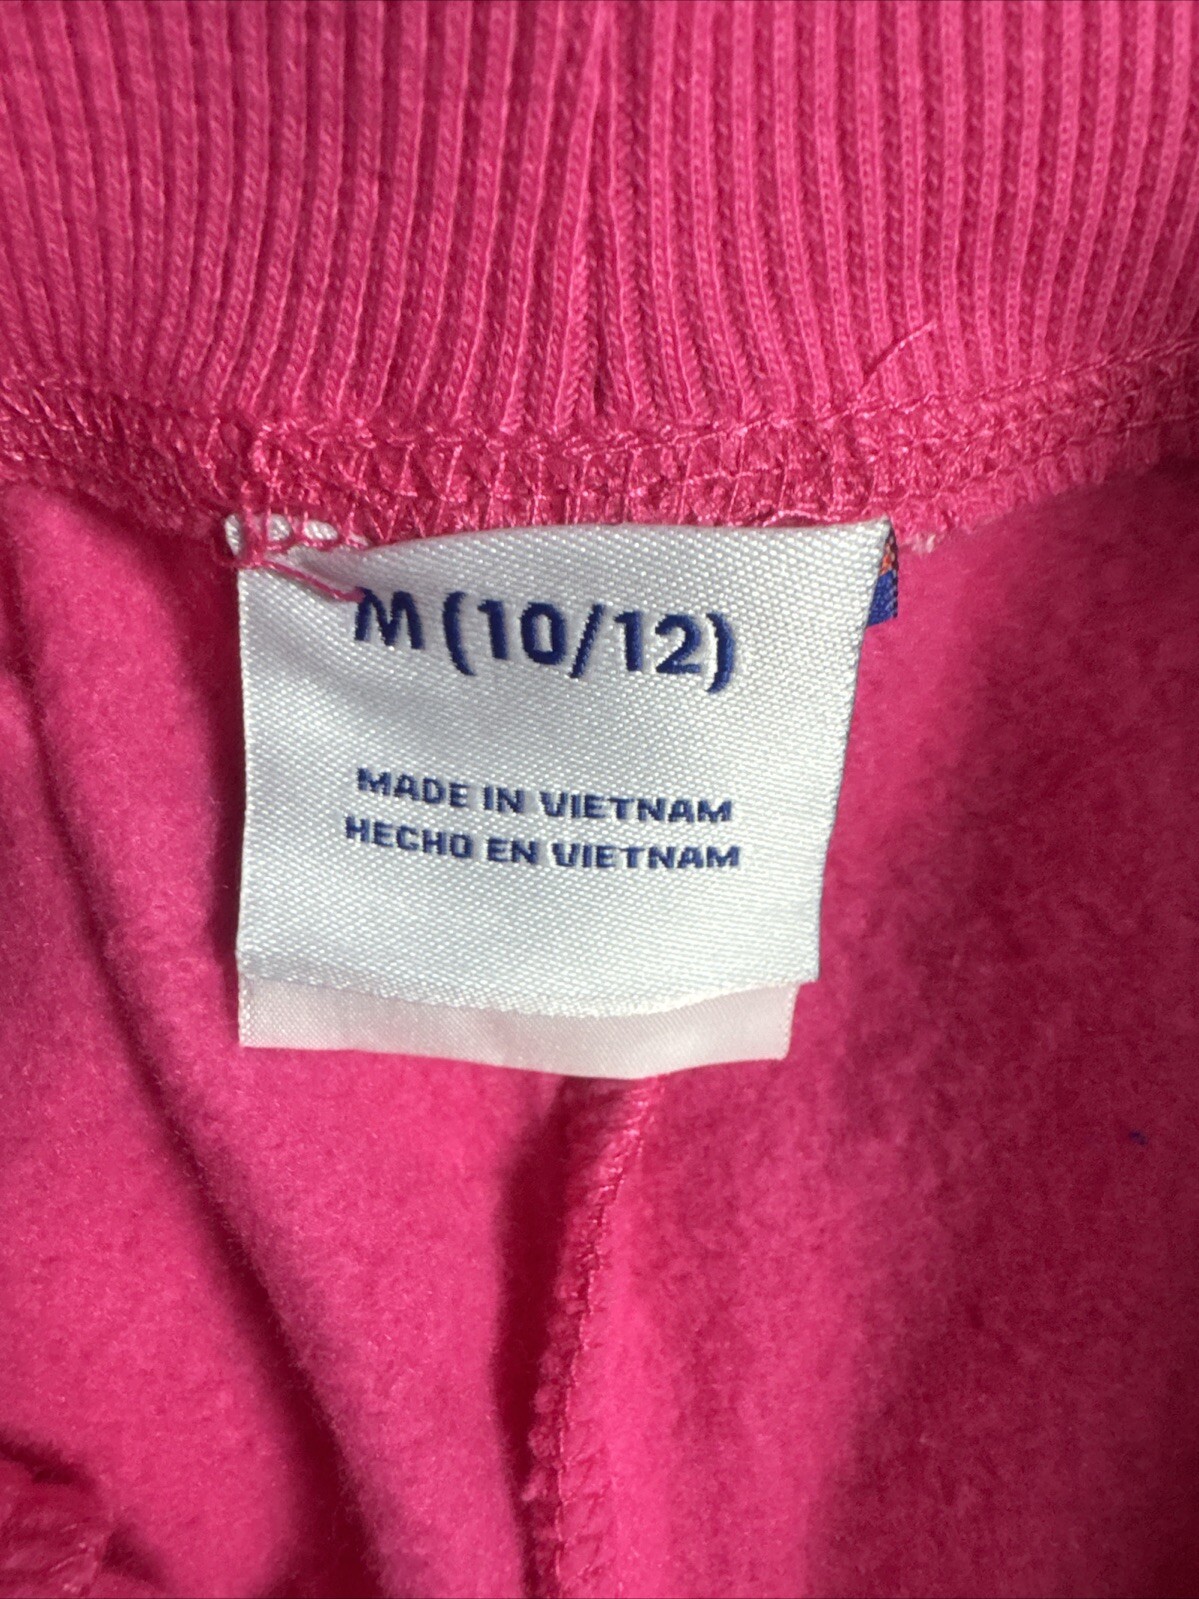 M (10/12)
MADE IN VIETNAM
HECHO EN VIETNAM